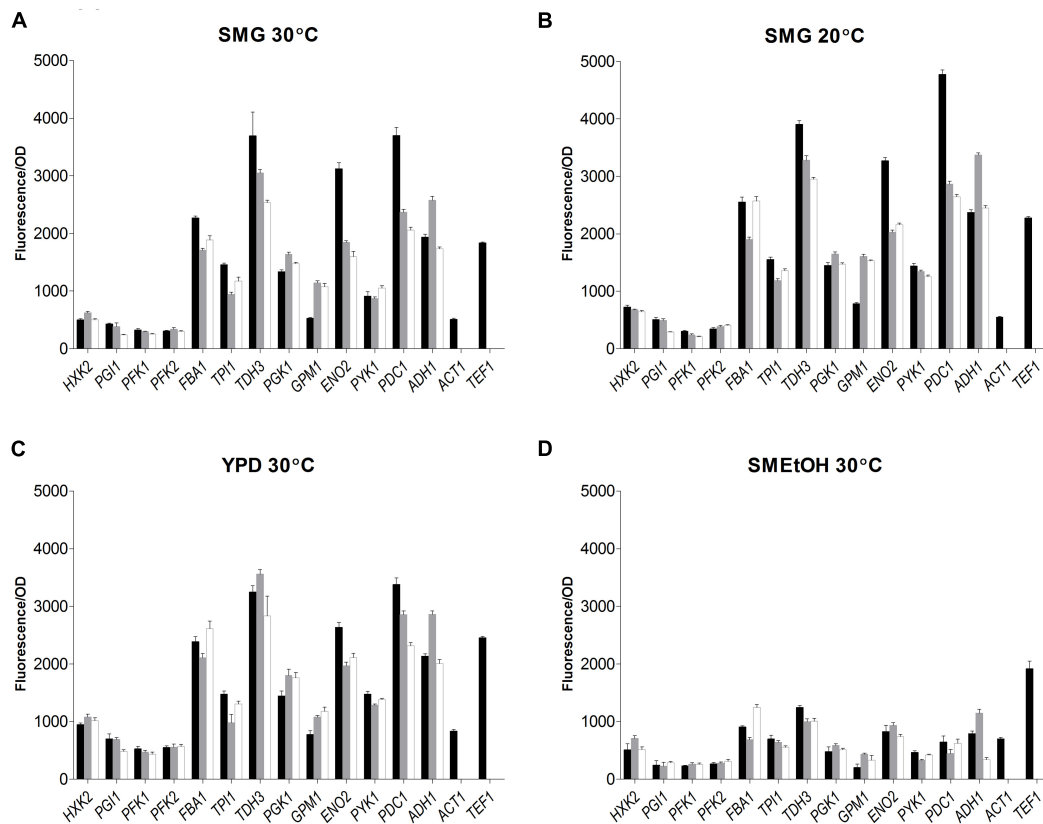 A
SMG 30°C
Fluorescence/OD
5000
4000
3000
2000
1000
0
HXK2 PGI1 PFK1 PFK2 FBA1 TPI1 TDH3 PGK1 GPM1 ENO2 PYK1 PDC1 ADH1 ACT1 TEF1
B
SMG 20°C
Fluorescence/OD
5000
4000
3000
2000
1000
0
HXK2 PGI1 PFK1 PFK2 FBA1 TPI1 TDH3 PGK1 GPM1 ENO2 PYK1 PDC1 ADH1 ACT1 TEF1
C
YPD 30°C
Fluorescence/OD
5000
4000
3000
2000
1000
0
HXK2 PGI1 PFK1 PFK2 FBA1 TPI1 TDH3 PGK1 GPM1 ENO2 PYK1 PDC1 ADH1 ACT1 TEF1
D
SMEtOH 30°C
Fluorescence/OD
5000
4000
3000
2000
1000
0
HXK2 PGI1 PFK1 PFK2 FBA1 TPI1 TDH3 PGK1 GPM1 ENO2 PYK1 PDC1 ADH1 ACT1 TEF1